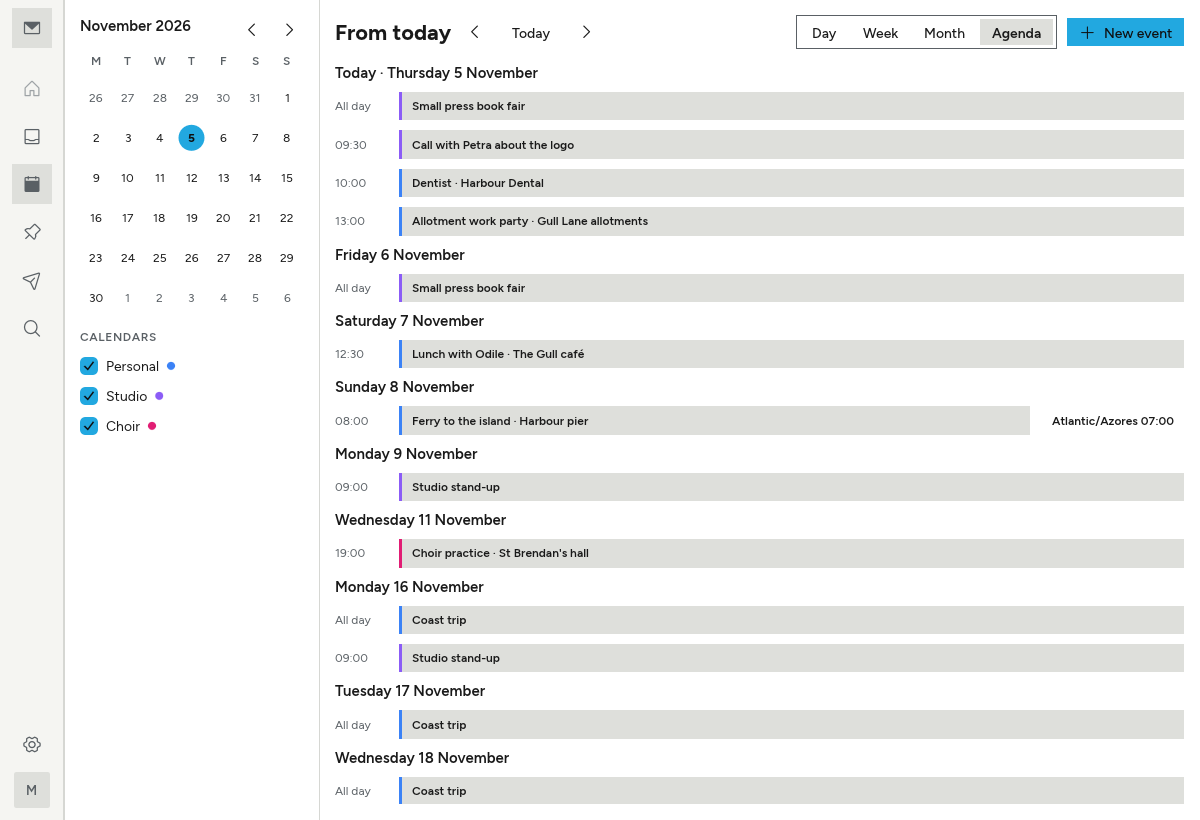 November 2026
M T W T F S S
26 27 28 29 30 31 1
2 3 4 5 6 7 8
9 10 11 12 13 14 15
16 17 18 19 20 21 22
23 24 25 26 27 28 29
30 1 2 3 4 5 6
CALENDARS
Personal
Studio
Choir
M
From today
Today
Day Week Month Agenda
New event
Today · Thursday 5 November
All day Small press book fair
09:30 Call with Petra about the logo
10:00 Dentist · Harbour Dental
13:00 Allotment work party · Gull Lane allotments
Friday 6 November
All day Small press book fair
Saturday 7 November
12:30 Lunch with Odile · The Gull café
Sunday 8 November
08:00 Ferry to the island · Harbour pier Atlantic/Azores 07:00
Monday 9 November
09:00 Studio stand-up
Wednesday 11 November
19:00 Choir practice · St Brendan's hall
Monday 16 November
All day Coast trip
09:00 Studio stand-up
Tuesday 17 November
All day Coast trip
Wednesday 18 November
All day Coast trip